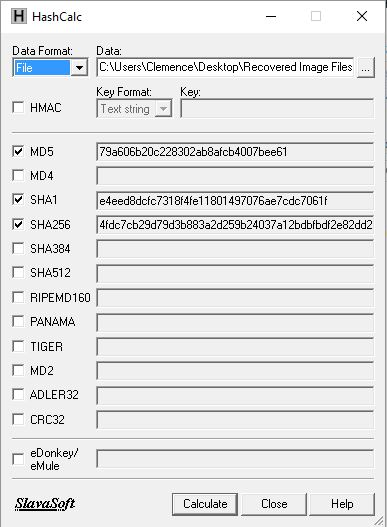 HashCalc
Data Format:
Data:
File
C:\Users\Clemence\Desktop\Recovered Image Files
...
HMAC
Key Format:
Key:
Text string
MD5
79a606b20c228302ab8afcb4007bee61
MD4
SHA1
e4eed8dcfc7318f4fe11801497076ae7cdc7061f
SHA256
4fdc7cb29d79d3b883a2d259b24037a12bdbfbdf2e82dd2
SHA384
SHA512
RIPEMD160
PANAMA
TIGER
MD2
ADLER32
CRC32
eDonkey/
eMule
SlavaSoft
Calculate
Close
Help